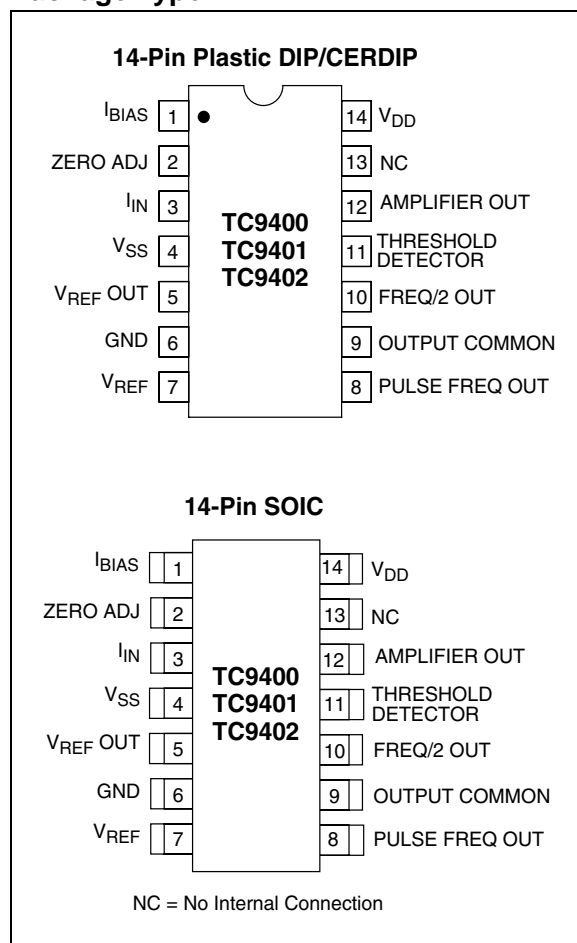 14-Pin Plastic DIP/CERDIP
IBIAS 1 14 VDD
ZERO ADJ 2 13 NC
IIN 3 12 AMPLIFIER OUT
VSS 4 11 THRESHOLD DETECTOR
VREF OUT 5 10 FREQ/2 OUT
GND 6 9 OUTPUT COMMON
VREF 7 8 PULSE FREQ OUT
TC9400
TC9401
TC9402
14-Pin SOIC
IBIAS 1 14 VDD
ZERO ADJ 2 13 NC
IIN 3 12 AMPLIFIER OUT
VSS 4 11 THRESHOLD DETECTOR
VREF OUT 5 10 FREQ/2 OUT
GND 6 9 OUTPUT COMMON
VREF 7 8 PULSE FREQ OUT
TC9400
TC9401
TC9402
NC = No Internal Connection